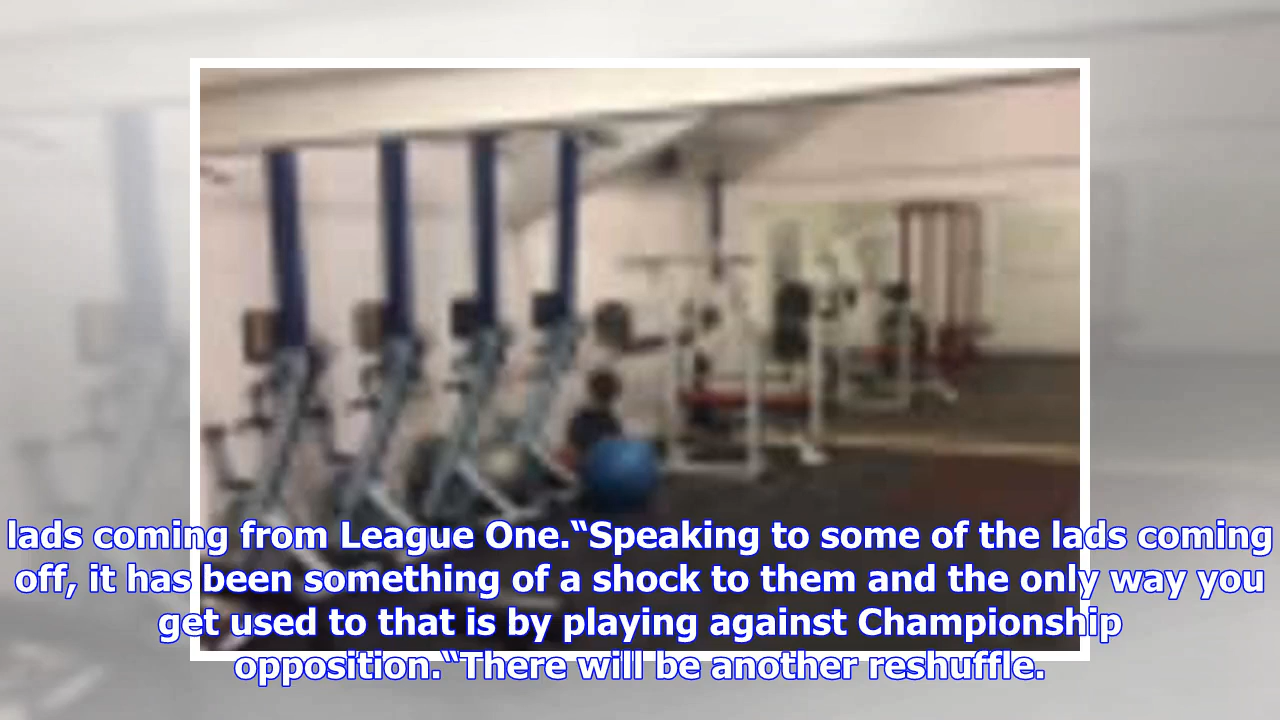 lads coming from League One.“Speaking to some of the lads coming
off, it has been something of a shock to them and the only way you
get used to that is by playing against Championship
opposition.“There will be another reshuffle.